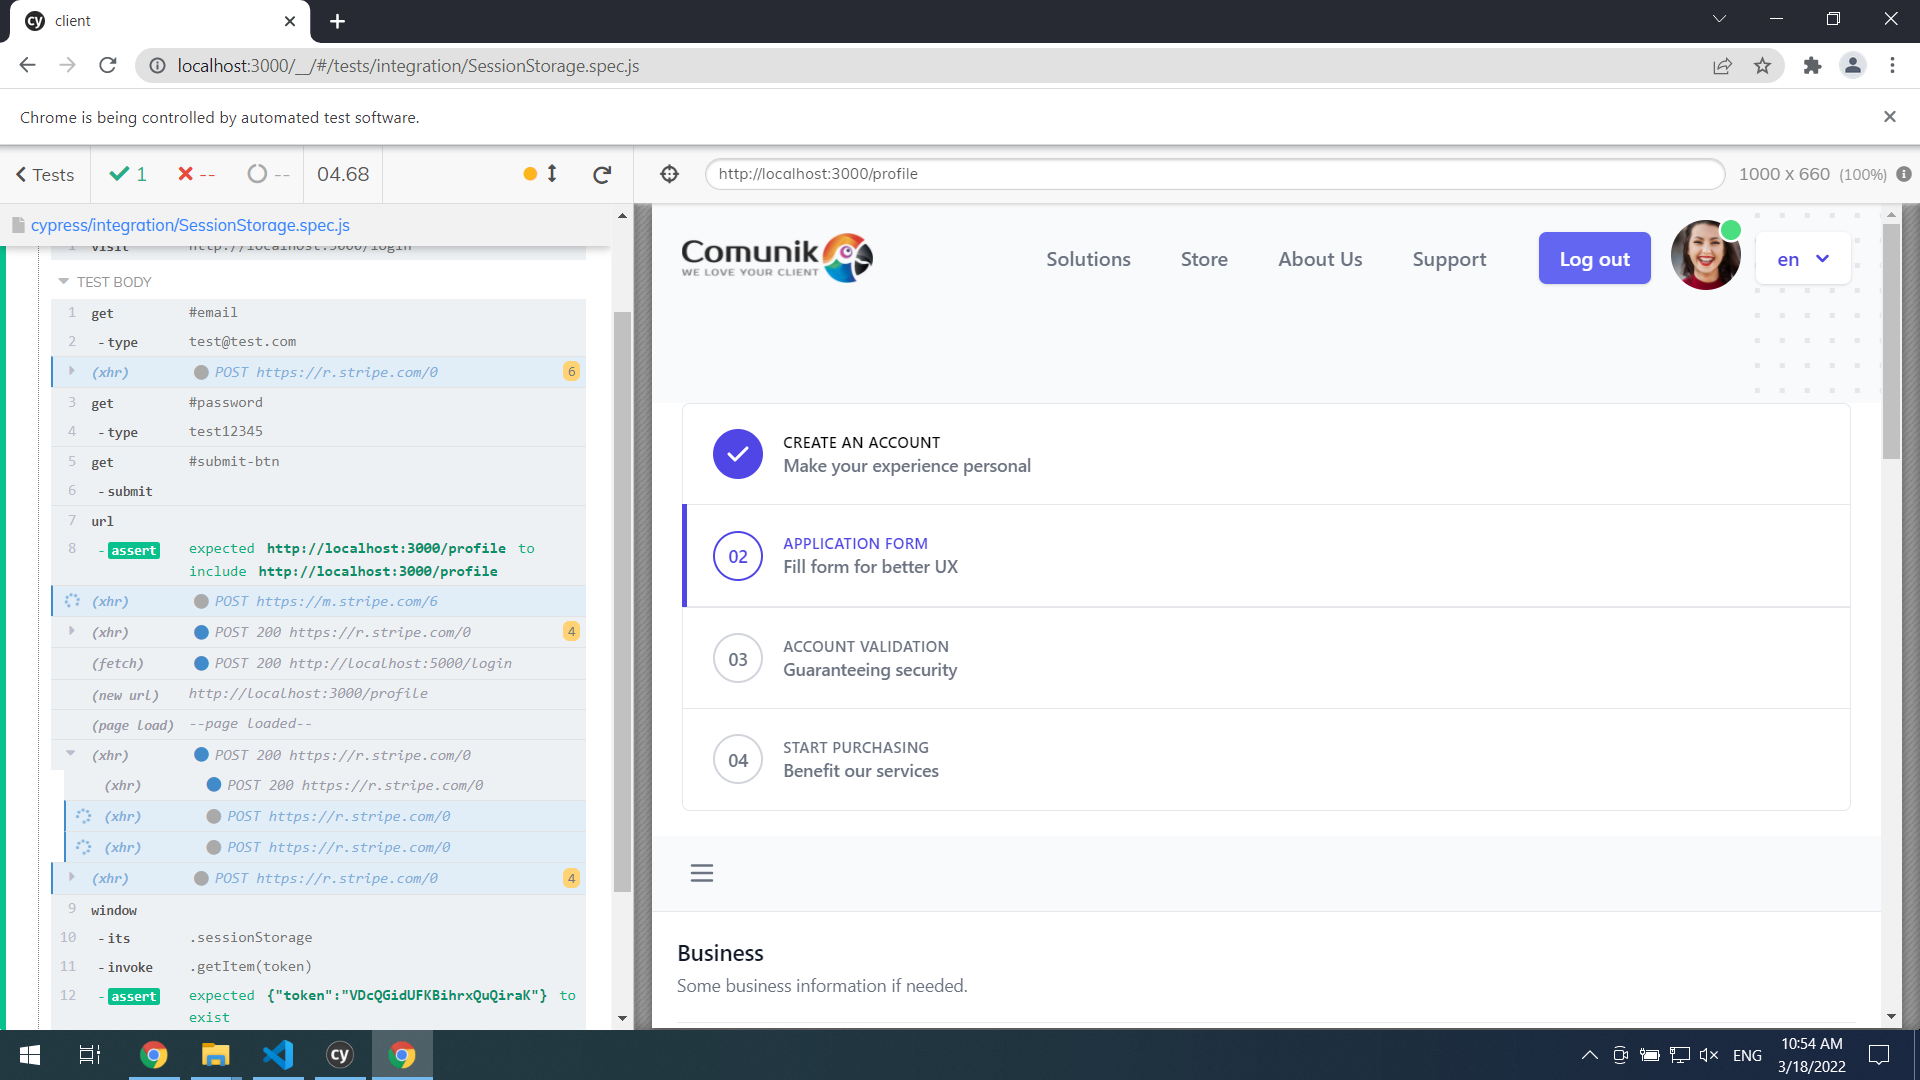 client
localhost:3000/__/#/tests/integration/SessionStorage.spec.js
Chrome is being controlled by automated test software.
Tests
1
--
--
04.68
http://localhost:3000/profile
1000 x 660 (100%)
cypress/integration/SessionStorage.spec.js
1 visit http://localhost:3000/login
TEST BODY
1 get #email
2 -type test@test.com
(xhr) POST https://r.stripe.com/0 6
3 get #password
4 -type test12345
5 get #submit-btn
6 -submit
7 url
8 -assert expected http://localhost:3000/profile to
include http://localhost:3000/profile
(xhr) POST https://m.stripe.com/6
(xhr) POST 200 https://r.stripe.com/0 4
(fetch) POST 200 http://localhost:5000/login
(new url) http://localhost:3000/profile
(page load) --page loaded--
(xhr) POST 200 https://r.stripe.com/0
(xhr) POST 200 https://r.stripe.com/0
(xhr) POST https://r.stripe.com/0
(xhr) POST https://r.stripe.com/0
(xhr) POST https://r.stripe.com/0 4
9 window
10 -its .sessionStorage
11 -invoke .getItem(token)
12 -assert expected {"token":"VDcQGidUFKBihrxQuQiraK"} to
exist
Comunik
WE LOVE YOUR CLIENT
Solutions
Store
About Us
Support
Log out
en
CREATE AN ACCOUNT
Make your experience personal
02
APPLICATION FORM
Fill form for better UX
03
ACCOUNT VALIDATION
Guaranteeing security
04
START PURCHASING
Benefit our services
Business
Some business information if needed.
cy
ENG
10:54 AM
3/18/2022